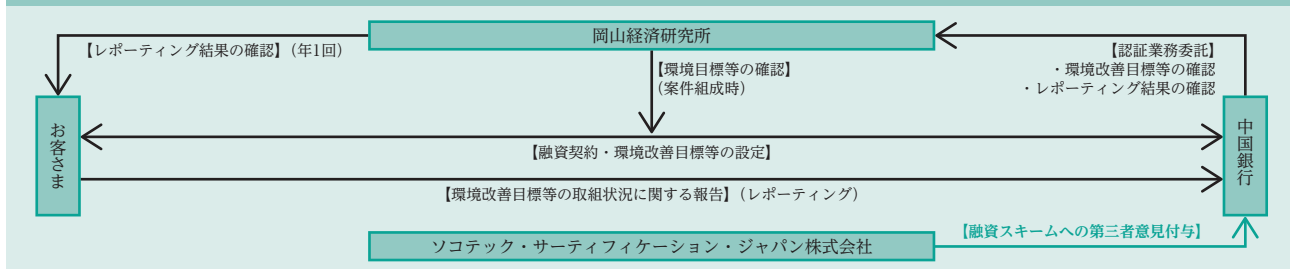 岡山経済研究所
【レポーティング結果の確認】（年1回）
【認証業務委託】
・環境改善目標等の確認
・レポーティング結果の確認
【環境目標等の確認】
（案件組成時）
お客さま
中国銀行
【融資契約・環境改善目標等の設定】
【環境改善目標等の取組状況に関する報告】（レポーティング）
【融資スキームへの第三者意見付与】
ソコテック・サーティフィケーション・ジャパン株式会社